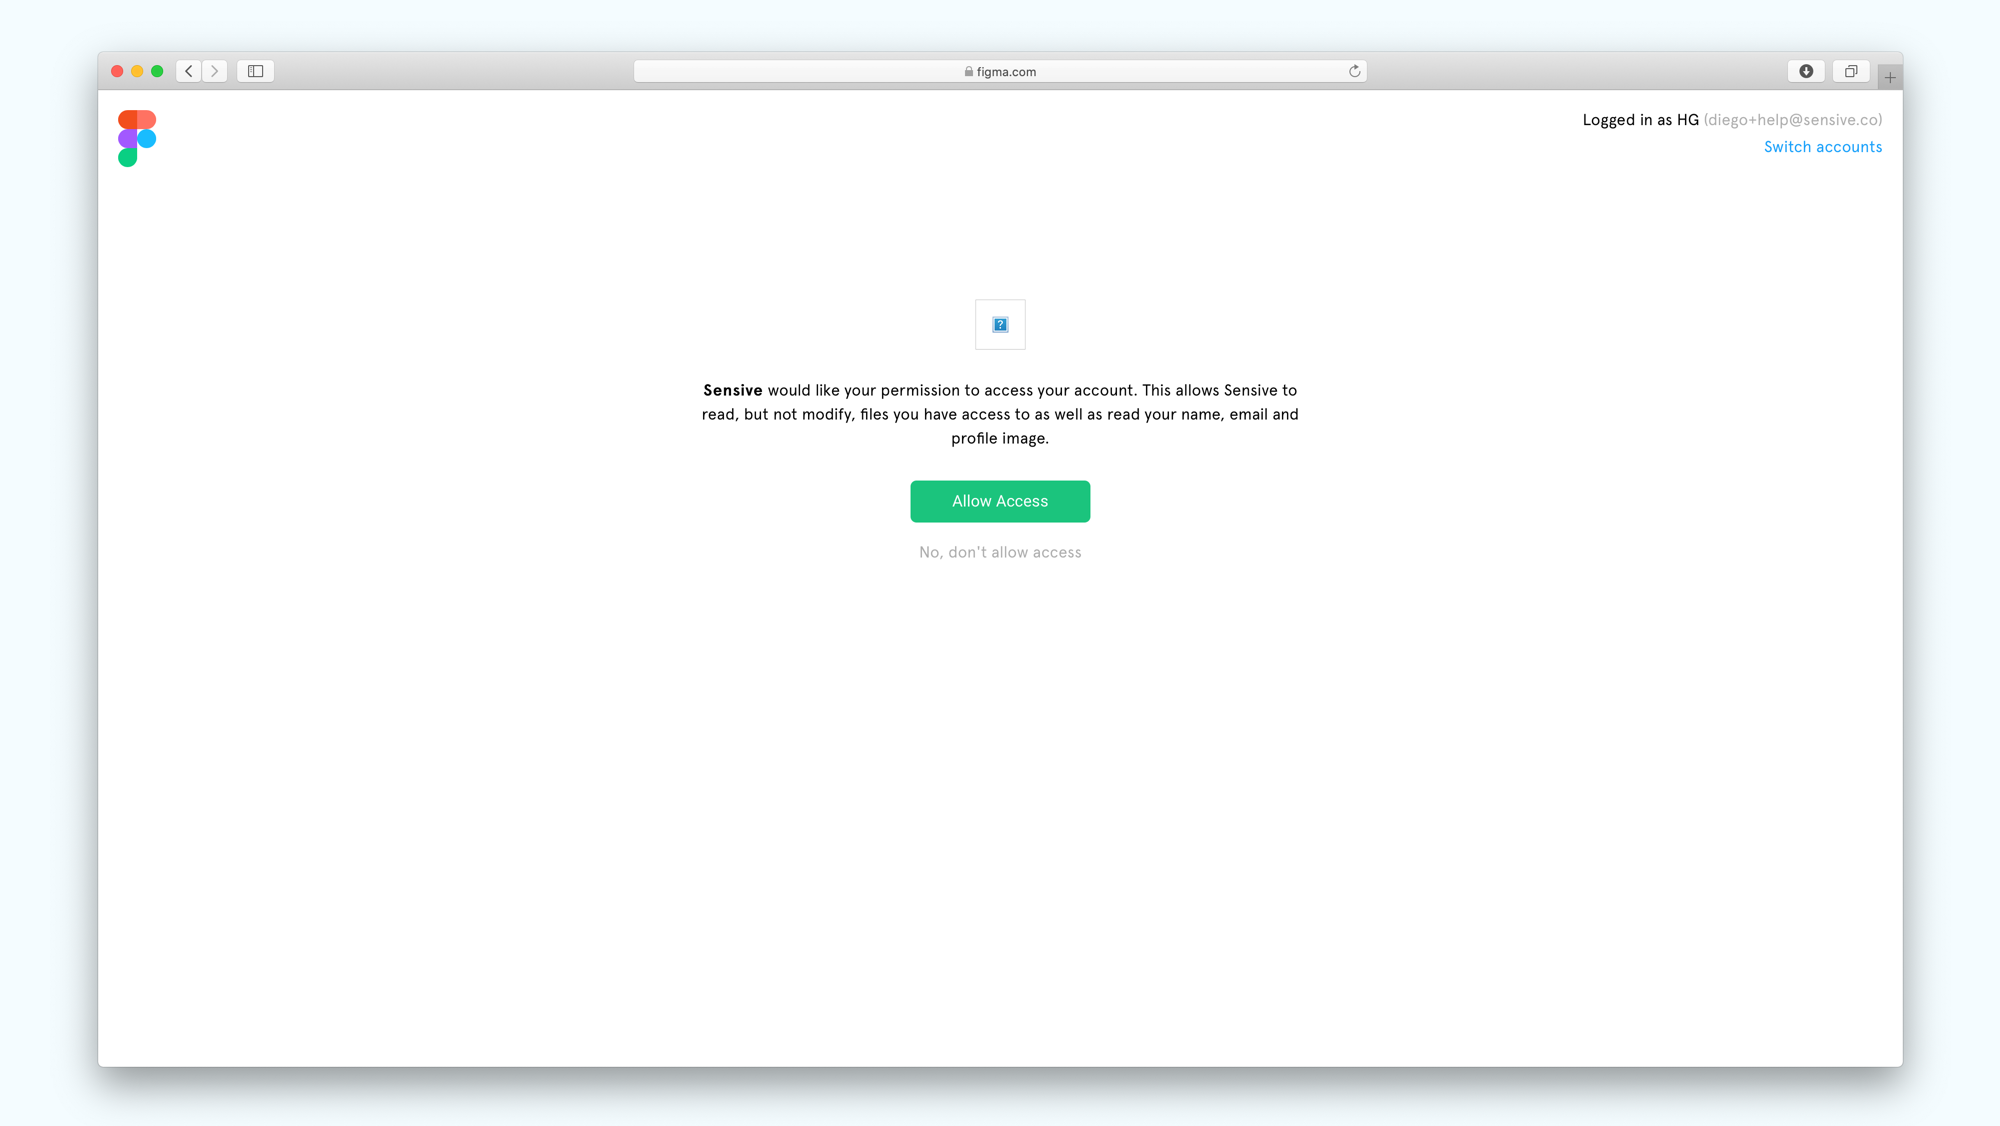 figma.com
Logged in as HG (diego+help@sensive.co)
Switch accounts
?
Sensive would like your permission to access your account. This allows Sensive to
read, but not modify, files you have access to as well as read your name, email and
profile image.
Allow Access
No, don't allow access